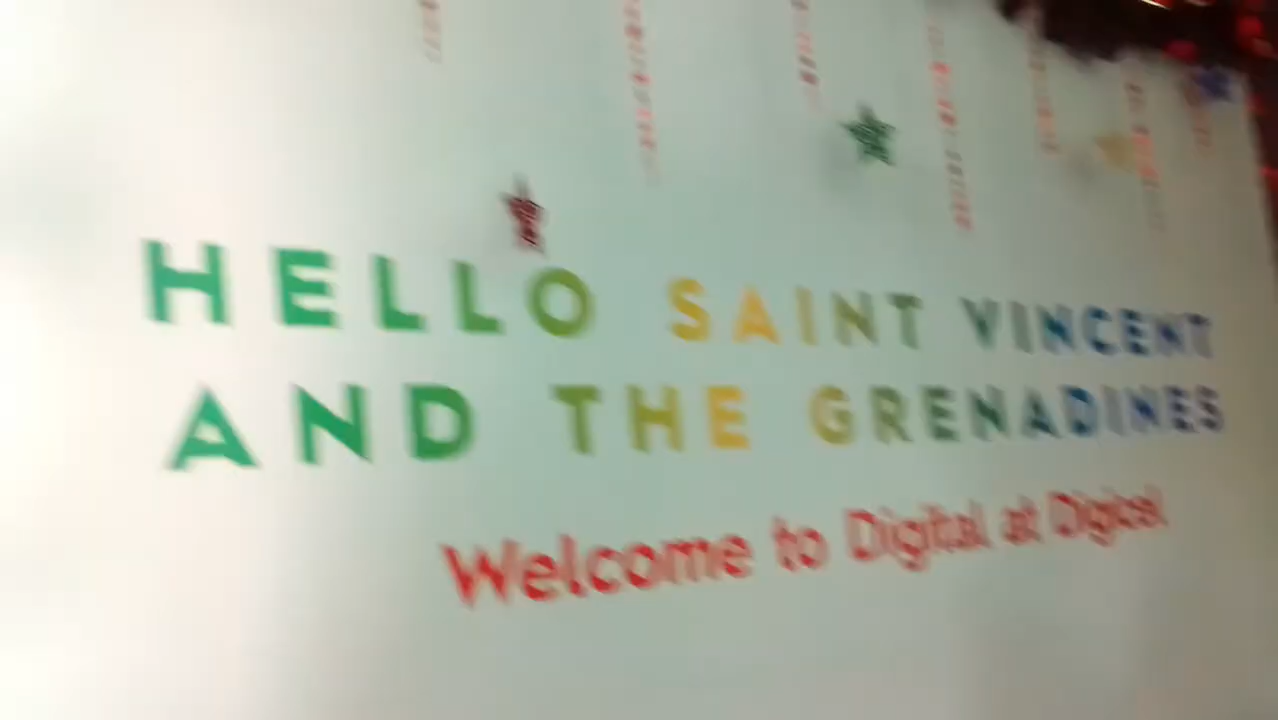 HELLO SAINT VINCENT
AND THE GRENADINES
Welcome to Digital at Digicel